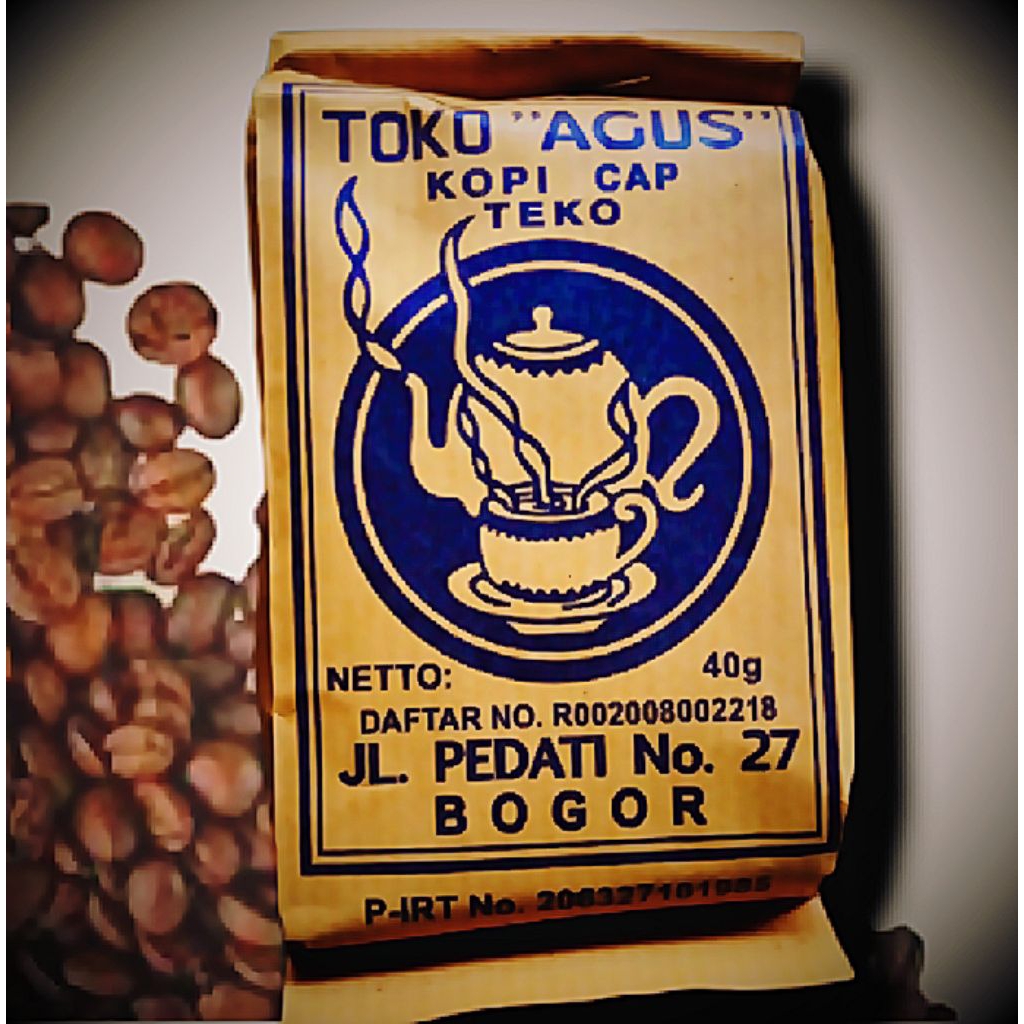 TOKO "AGUS"
KOPI CAP
TEKO
NETTO: 40g
DAFTAR NO. R002008002218
JL. PEDATI No. 27
BOGOR
P-IRT No.